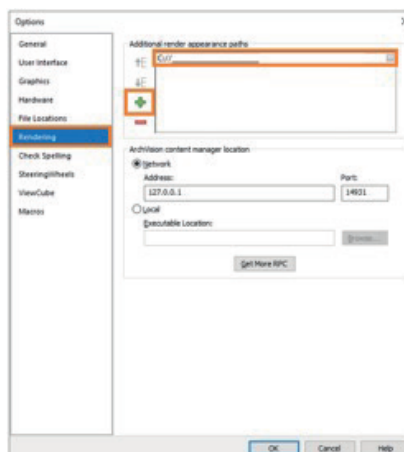 Options
General
User Interface
Graphics
Hardware
File Locations
Rendering
Check Spelling
SteeringWheels
ViewCube
Macros
Additional render appearance paths
ArchVision content manager location
Network
Address:
Port:
127.0.0.1
14931
Local
Executable Location:
Browse...
Get More RPC
OK
Cancel
Help